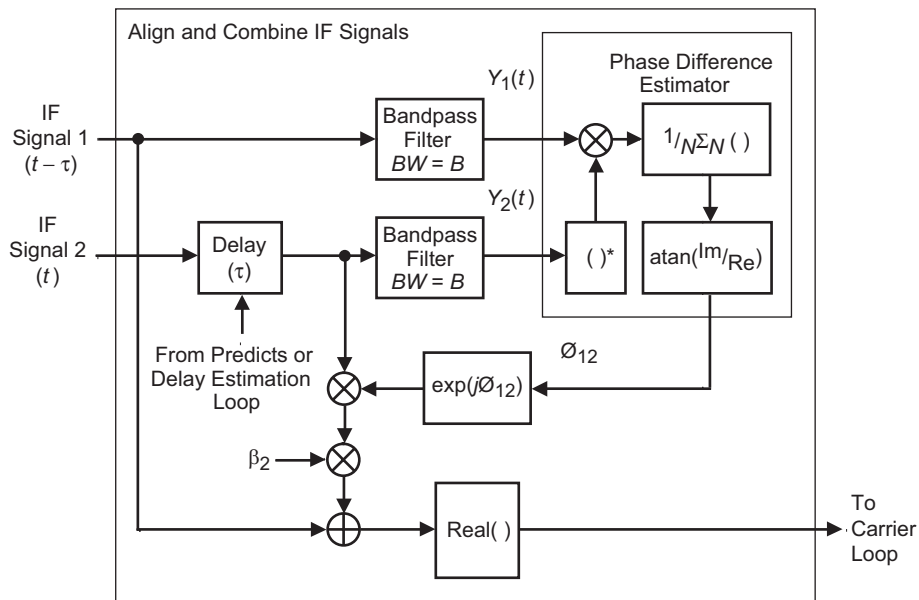 Align and Combine IF Signals
Phase Difference
Estimator
Y₁(t)
IF
Signal 1
(t – τ)
Bandpass
Filter
BW = B
1/NΣN ( )
Y₂(t)
IF
Signal 2
(t)
Delay
(τ)
Bandpass
Filter
BW = B
( )*
atan(Im/Re)
From Predicts or
Delay Estimation
Loop
Ø₁₂
exp(jØ₁₂)
β₂
Real( )
To
Carrier
Loop